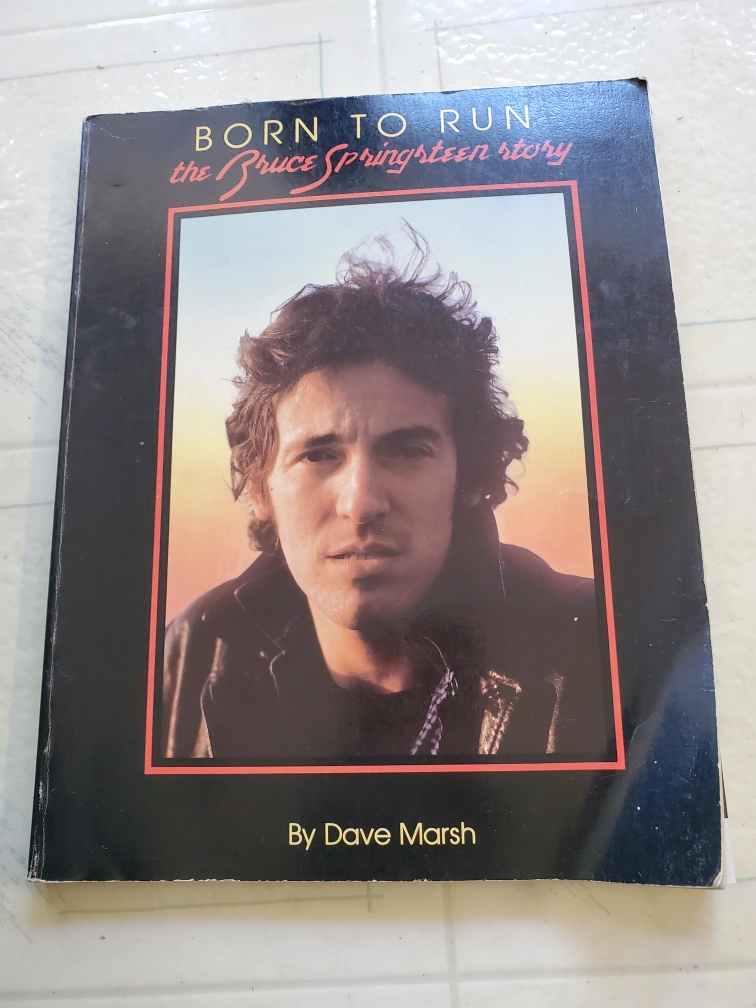 BORN TO RUN
the Bruce Springsteen story
By Dave Marsh